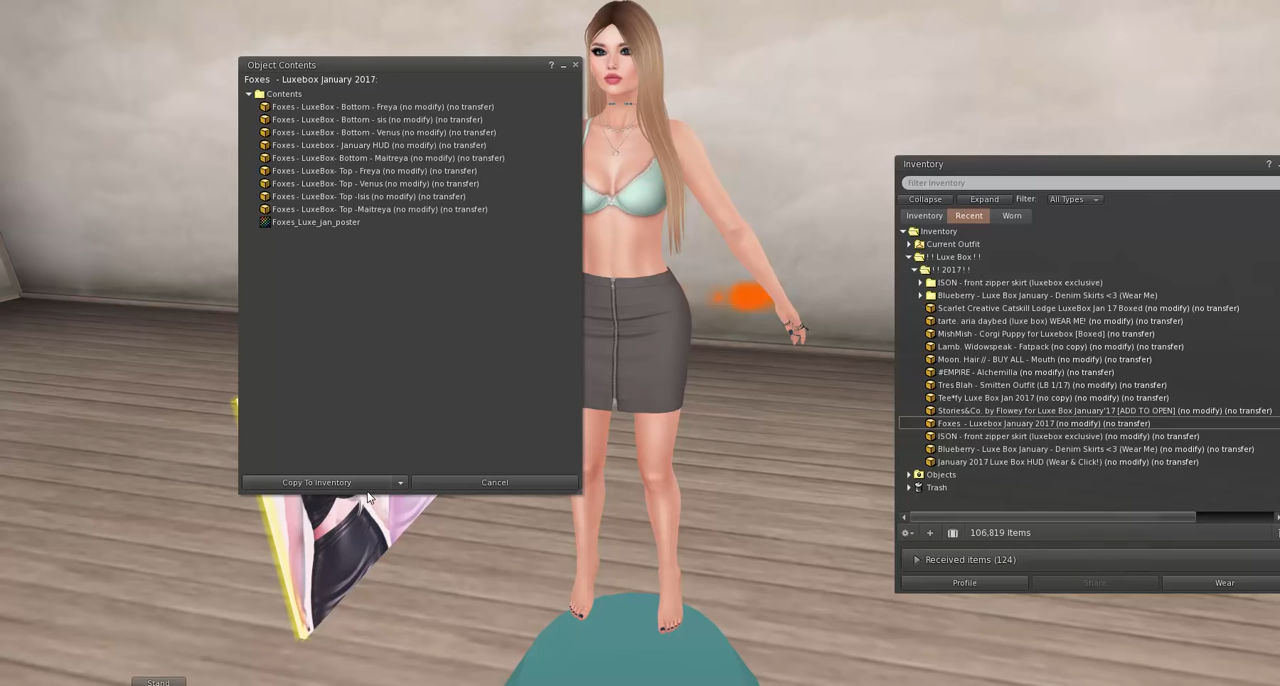 Object Contents
Foxes - Luxebox January 2017:
Contents
Foxes - LuxeBox - Bottom - Freya (no modify) (no transfer)
Foxes - LuxeBox - Bottom - sis (no modify) (no transfer)
Foxes - LuxeBox - Bottom - Venus (no modify) (no transfer)
Foxes - Luxebox - January HUD (no modify) (no transfer)
Foxes - LuxeBox- Bottom - Maitreya (no modify) (no transfer)
Foxes - LuxeBox- Top - Freya (no modify) (no transfer)
Foxes - LuxeBox- Top - Venus (no modify) (no transfer)
Foxes - LuxeBox- Top -Isis (no modify) (no transfer)
Foxes - LuxeBox- Top -Maitreya (no modify) (no transfer)
Foxes_Luxe_jan_poster
Copy To Inventory
Cancel
Stand
Inventory
Filter Inventory
Collapse Expand Filter: All Types
Inventory Recent Worn
Inventory
Current Outfit
! ! Luxe Box ! !
! ! 2017 ! !
ISON - front zipper skirt (luxebox exclusive)
Blueberry - Luxe Box January - Denim Skirts <3 (Wear Me)
Scarlet Creative Catskill Lodge LuxeBox Jan 17 Boxed (no modify) (no transfer)
tarte. aria daybed (luxe box) WEAR ME! (no modify) (no transfer)
MishMish - Corgi Puppy for Luxebox [Boxed] (no modify) (no transfer)
Lamb. Widowspeak - Fatpack (no copy) (no modify) (no transfer)
Moon. Hair // - BUY ALL - Mouth (no modify) (no transfer)
#EMPIRE - Alchemilla (no modify) (no transfer)
Tres Blah - Smitten Outfit (LB 1/17) (no modify) (no transfer)
Tee*fy Luxe Box Jan 2017 (no copy) (no modify) (no transfer)
Stories&Co. by Flowey for Luxe Box January'17 [ADD TO OPEN] (no modify) (no transfer)
Foxes - Luxebox January 2017 (no modify) (no transfer)
ISON - front zipper skirt (luxebox exclusive) (no modify) (no transfer)
Blueberry - Luxe Box January - Denim Skirts <3 (Wear Me) (no modify) (no transfer)
January 2017 Luxe Box HUD (Wear & Click!) (no modify) (no transfer)
Objects
Trash
106,819 Items
Received items (124)
Profile Share Wear